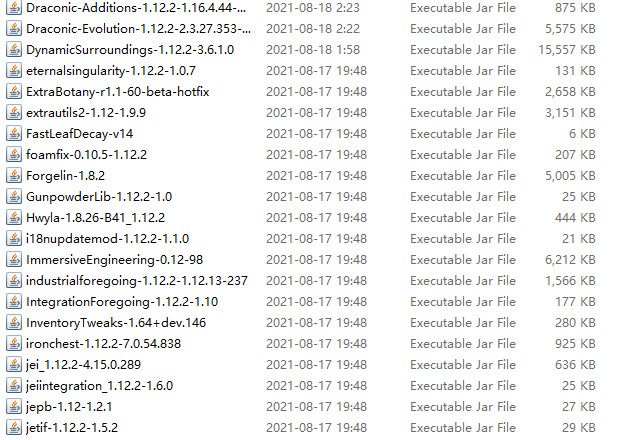 Draconic-Additions-1.12.2-1.16.4.44-... 2021-08-18 2:23 Executable Jar File 875 KB
Draconic-Evolution-1.12.2-2.3.27.353-... 2021-08-18 2:22 Executable Jar File 5,575 KB
DynamicSurroundings-1.12.2-3.6.1.0 2021-08-18 1:58 Executable Jar File 15,557 KB
eternalsingularity-1.12.2-1.0.7 2021-08-17 19:48 Executable Jar File 131 KB
ExtraBotany-r1.1-60-beta-hotfix 2021-08-17 19:48 Executable Jar File 2,658 KB
extrautils2-1.12-1.9.9 2021-08-17 19:48 Executable Jar File 3,151 KB
FastLeafDecay-v14 2021-08-17 19:48 Executable Jar File 6 KB
foamfix-0.10.5-1.12.2 2021-08-17 19:48 Executable Jar File 207 KB
Forgelin-1.8.2 2021-08-17 19:48 Executable Jar File 5,005 KB
GunpowderLib-1.12.2-1.0 2021-08-17 19:48 Executable Jar File 25 KB
Hwyla-1.8.26-B41_1.12.2 2021-08-17 19:48 Executable Jar File 444 KB
i18nupdatemod-1.12.2-1.1.0 2021-08-17 19:48 Executable Jar File 21 KB
ImmersiveEngineering-0.12-98 2021-08-17 19:48 Executable Jar File 6,212 KB
industrialforegoing-1.12.2-1.12.13-237 2021-08-17 19:48 Executable Jar File 1,566 KB
IntegrationForegoing-1.12.2-1.10 2021-08-17 19:48 Executable Jar File 177 KB
InventoryTweaks-1.64+dev.146 2021-08-17 19:48 Executable Jar File 280 KB
ironchest-1.12.2-7.0.54.838 2021-08-17 19:48 Executable Jar File 925 KB
jei_1.12.2-4.15.0.289 2021-08-17 19:48 Executable Jar File 636 KB
jeiintegration_1.12.2-1.6.0 2021-08-17 19:48 Executable Jar File 25 KB
jepb-1.12-1.2.1 2021-08-17 19:48 Executable Jar File 27 KB
jetif-1.12.2-1.5.2 2021-08-17 19:48 Executable Jar File 29 KB